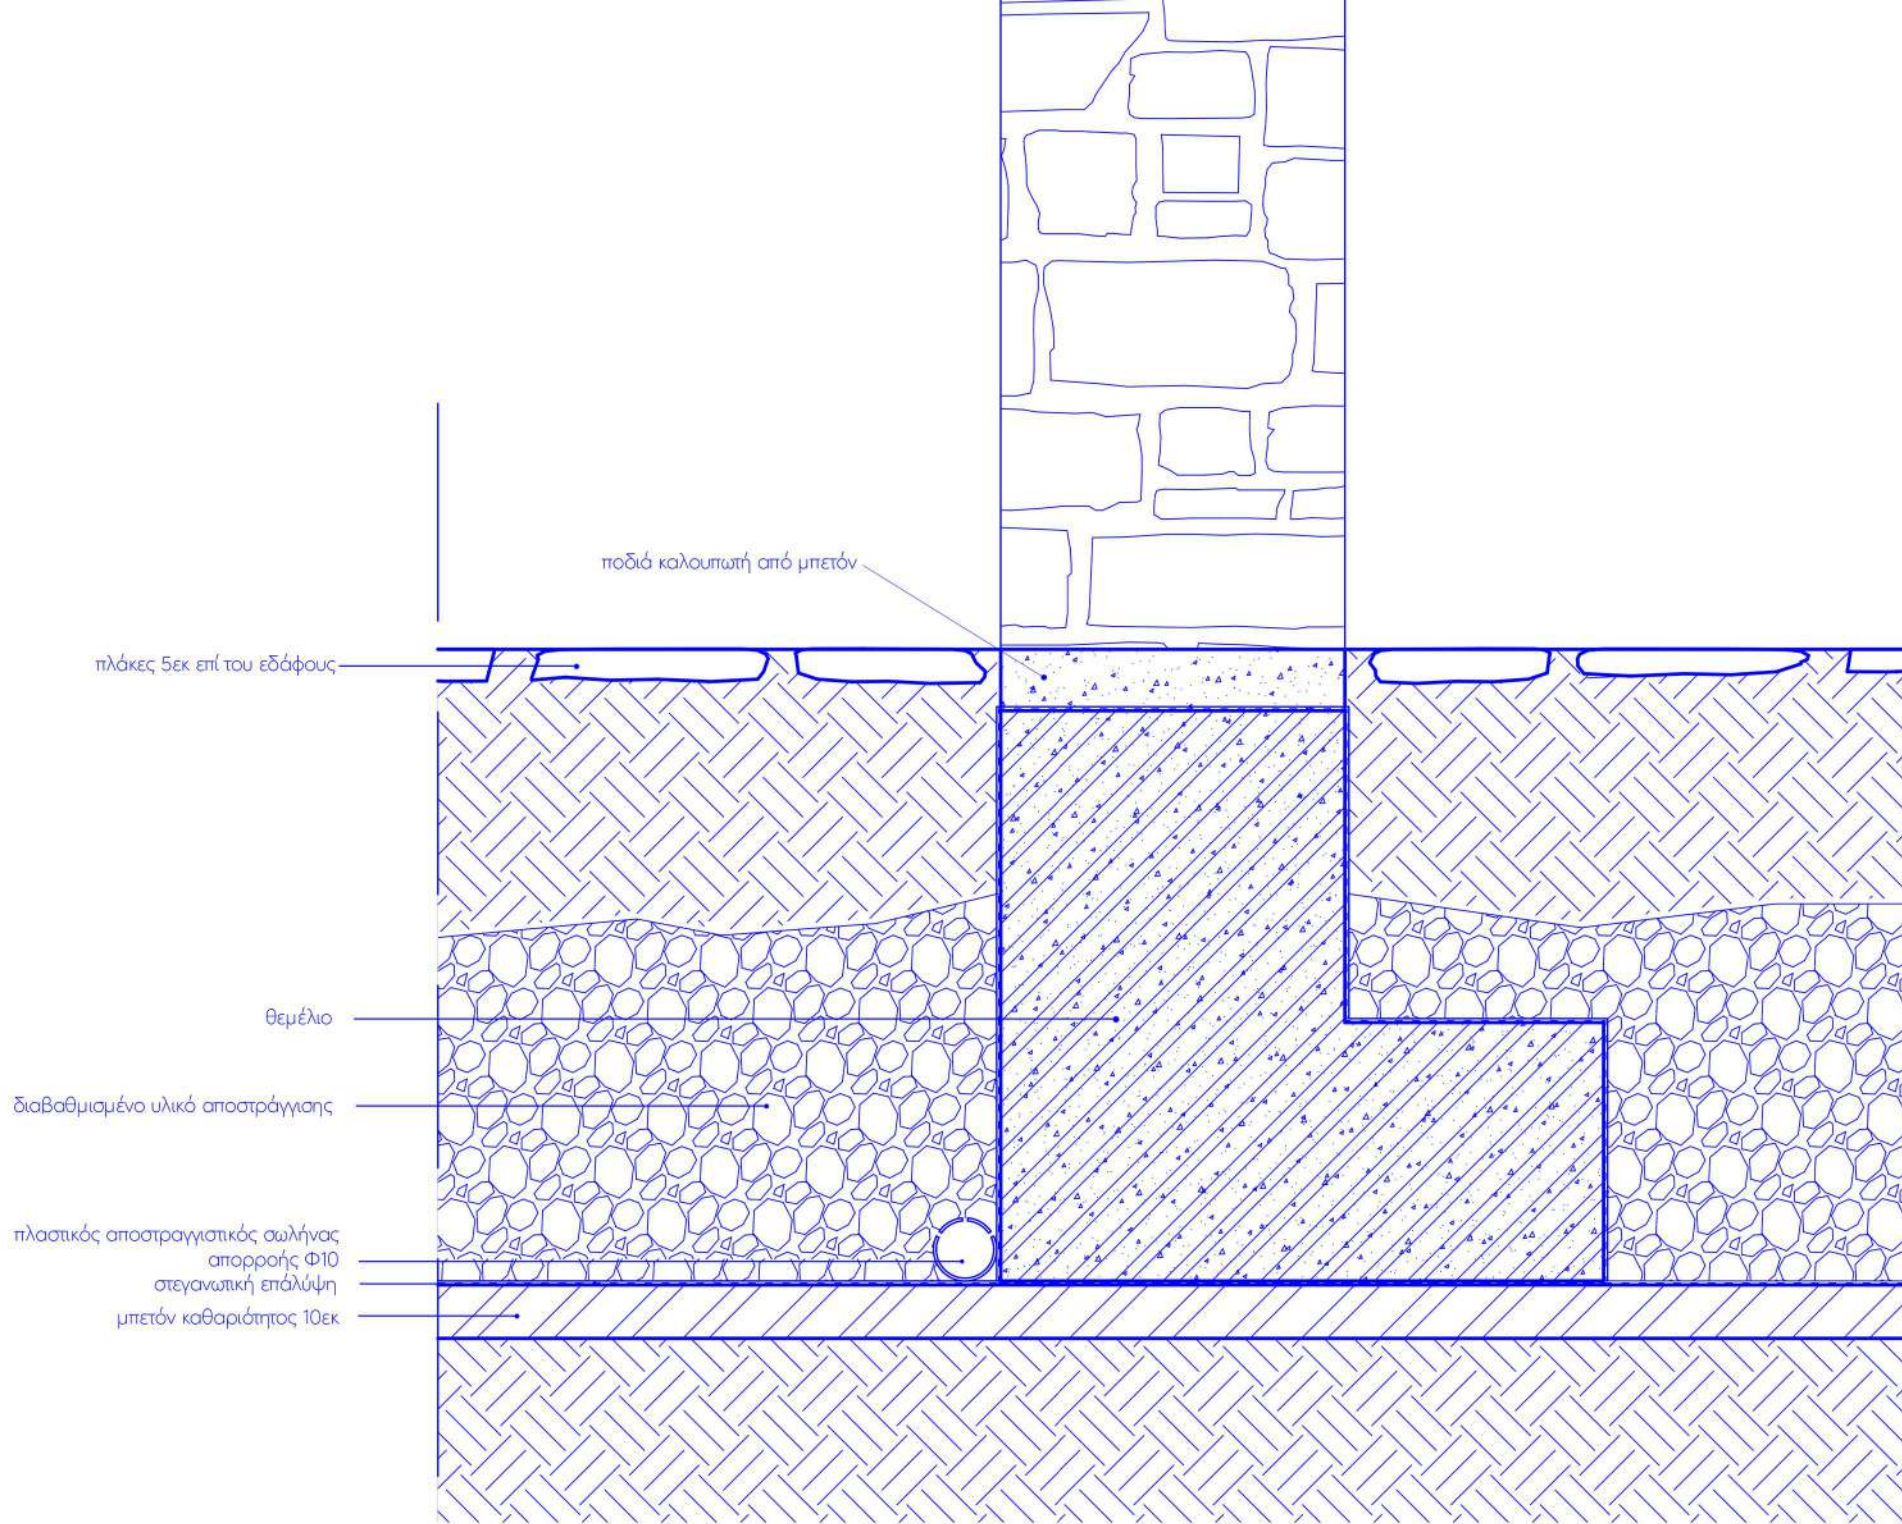 ποδιά καλουπωτή από μπετόν
πλάκες 5εκ επί του εδάφους
θεμέλιο
διαβαθμισμένο υλικό αποστράγγισης
πλαστικός αποστραγγιστικός σωλήνας
απορροής Φ10
στεγανωτική επάλύψη
μπετόν καθαριότητος 10εκ